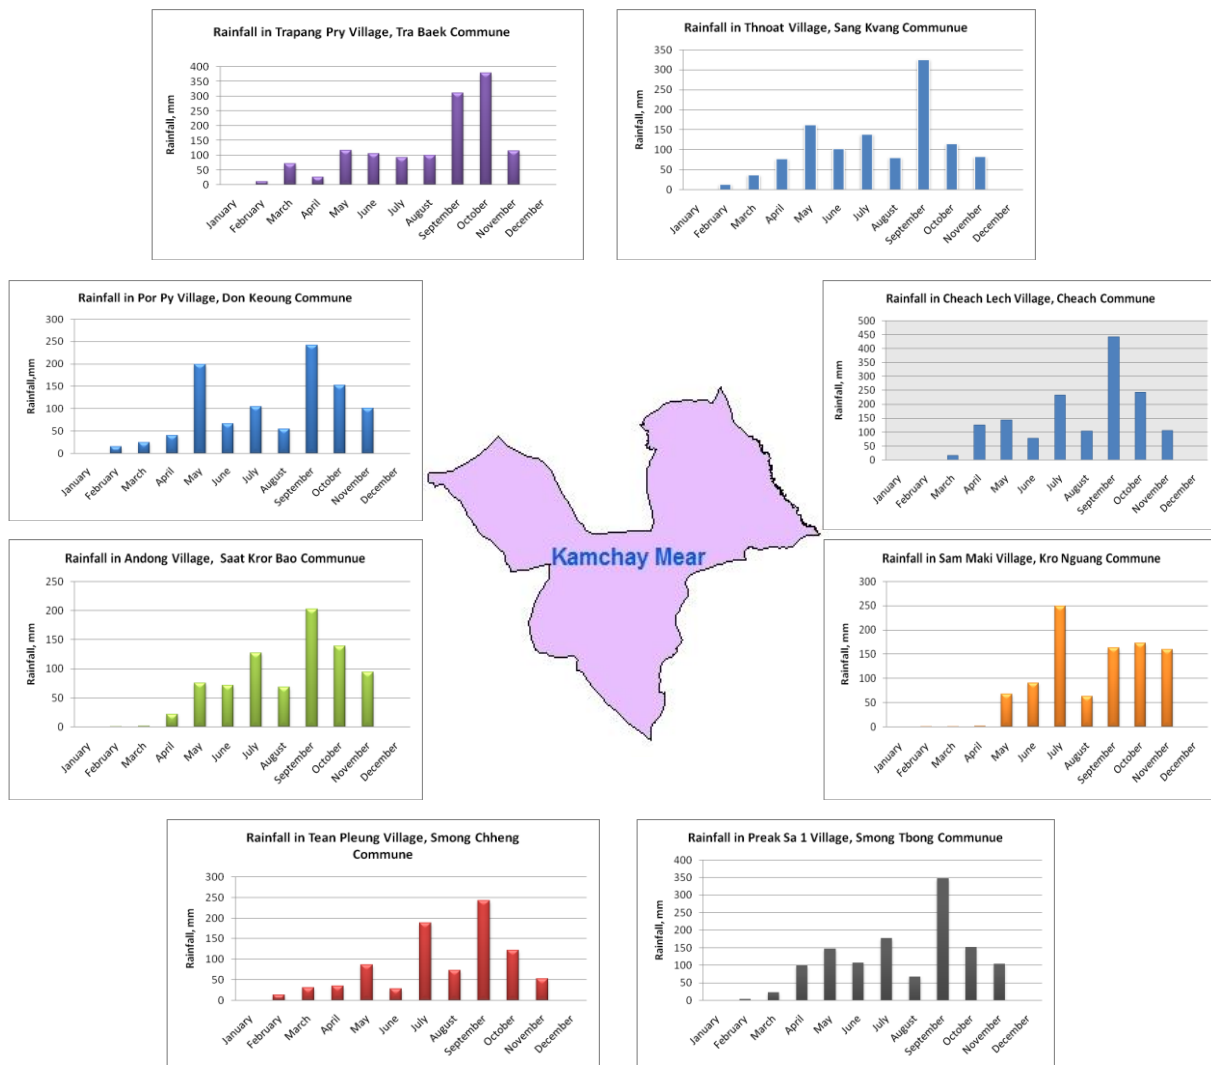 Rainfall in Trapang Pry Village, Tra Baek Commune
Rainfall, mm
400
350
300
250
200
150
100
50
0
January
February
March
April
May
June
July
August
September
October
November
December
Rainfall in Thnoat Village, Sang Kvang Communue
Rainfall, mm
350
300
250
200
150
100
50
0
January
February
March
April
May
June
July
August
September
October
November
December
Rainfall in Por Py Village, Don Keoung Commune
Rainfall,mm
300
250
200
150
100
50
0
January
February
March
April
May
June
July
August
September
October
November
December
Rainfall in Cheach Lech Village, Cheach Commune
Rainfall, mm
500
450
400
350
300
250
200
150
100
50
0
January
February
March
April
May
June
July
August
September
October
November
December
Kamchay Mear
Rainfall in Andong Village, Saat Kror Bao Communue
Rainfall, mm
250
200
150
100
50
0
January
February
March
April
May
June
July
August
September
October
November
December
Rainfall in Sam Maki Village, Kro Nguang Commune
Rainfall, mm
300
250
200
150
100
50
0
January
February
March
April
May
June
July
August
September
October
November
December
Rainfall in Tean Pleung Village, Smong Chheng
Commune
Rainfall, mm
300
250
200
150
100
50
0
January
February
March
April
May
June
July
August
September
October
November
December
Rainfall in Preak Sa 1 Village, Smong Tbong Communue
Rainfall, mm
400
350
300
250
200
150
100
50
0
January
February
March
April
May
June
July
August
September
October
November
December